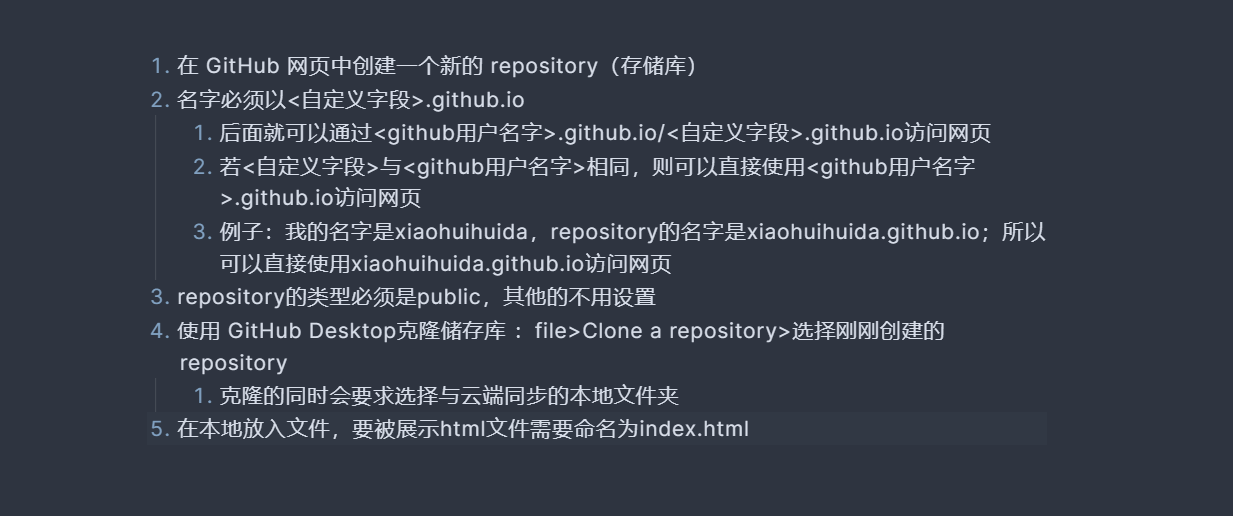 1. 在 GitHub 网页中创建一个新的 repository（存储库）
2. 名字必须以<自定义字段>.github.io
1. 后面就可以通过<github用户名字>.github.io/<自定义字段>.github.io访问网页
2. 若<自定义字段>与<github用户名字>相同，则可以直接使用<github用户名字
>.github.io访问网页
3. 例子：我的名字是xiaohuihuida，repository的名字是xiaohuihuida.github.io；所以
可以直接使用xiaohuihuida.github.io访问网页
3. repository的类型必须是public，其他的不用设置
4. 使用 GitHub Desktop克隆储存库 ：file>Clone a repository>选择刚刚创建的
repository
1. 克隆的同时会要求选择与云端同步的本地文件夹
5. 在本地放入文件，要被展示html文件需要命名为index.html